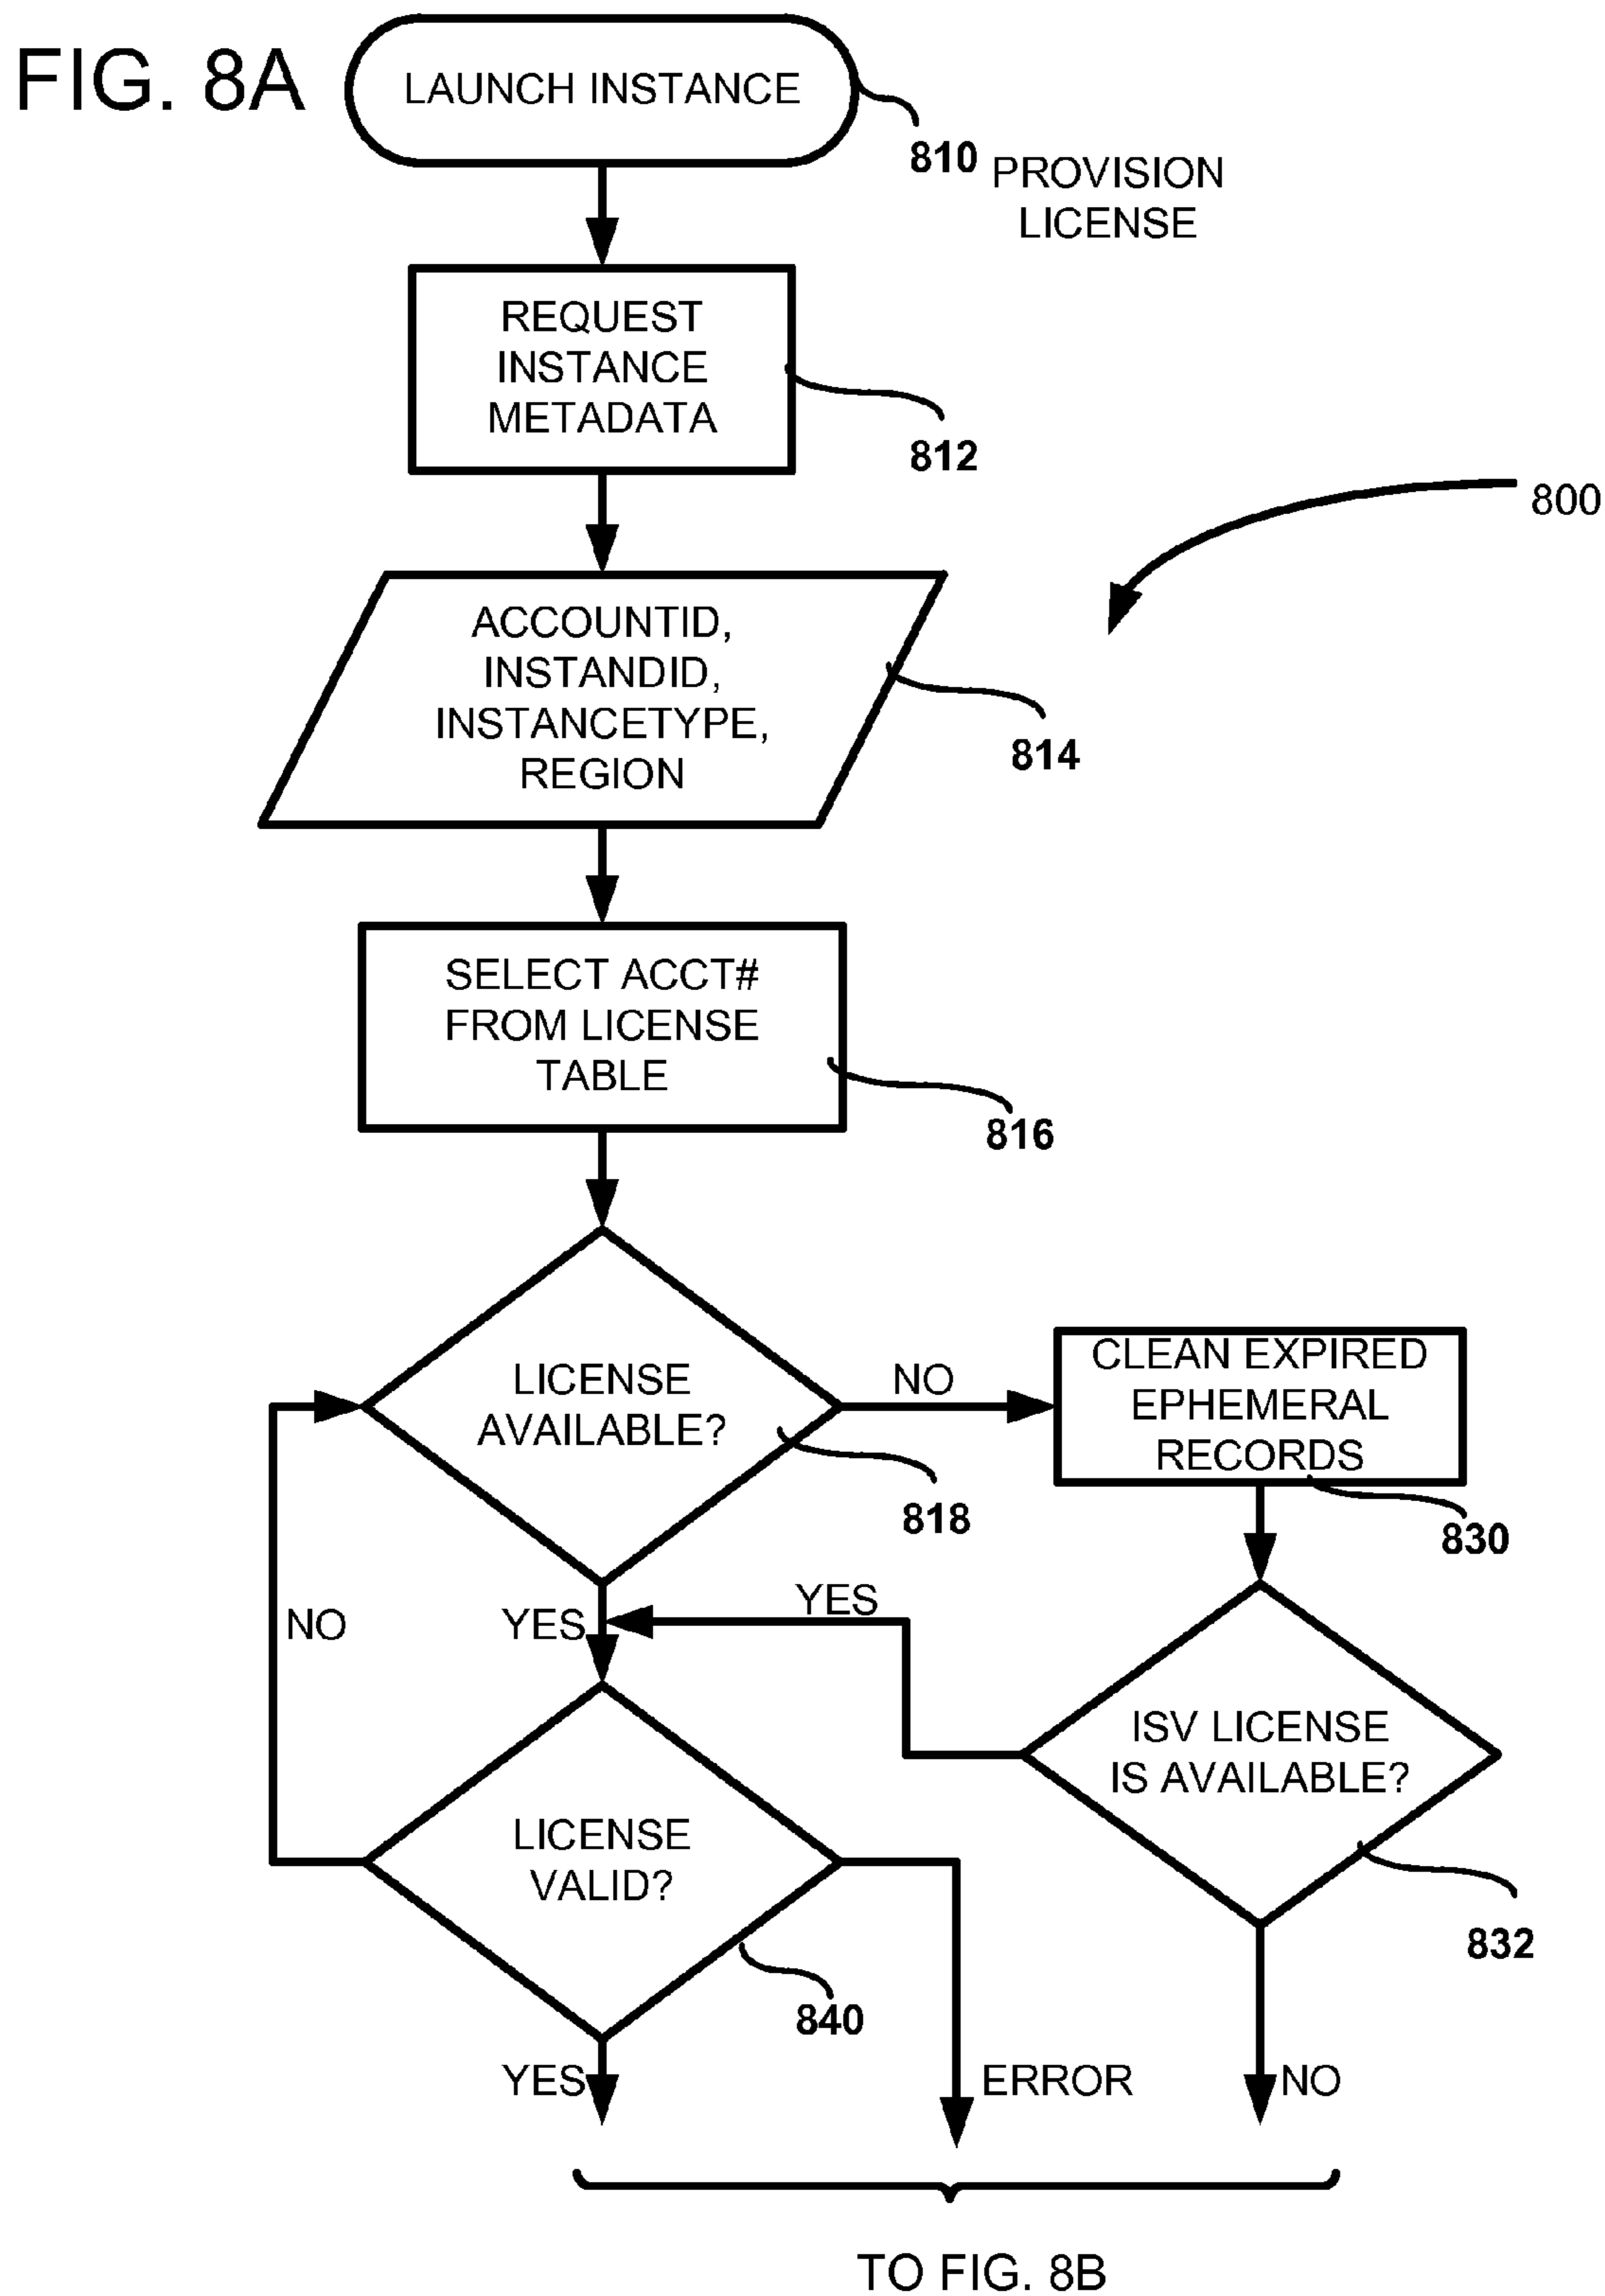 FIG. 8A
LAUNCH INSTANCE
810
PROVISION
LICENSE
REQUEST
INSTANCE
METADATA
812
800
ACCOUNTID,
INSTANDID,
INSTANCETYPE,
REGION
814
SELECT ACCT#
FROM LICENSE
TABLE
816
LICENSE
AVAILABLE?
818
NO
CLEAN EXPIRED
EPHEMERAL
RECORDS
830
NO
YES
YES
ISV LICENSE
IS AVAILABLE?
832
LICENSE
VALID?
840
YES
ERROR
NO
TO FIG. 8B